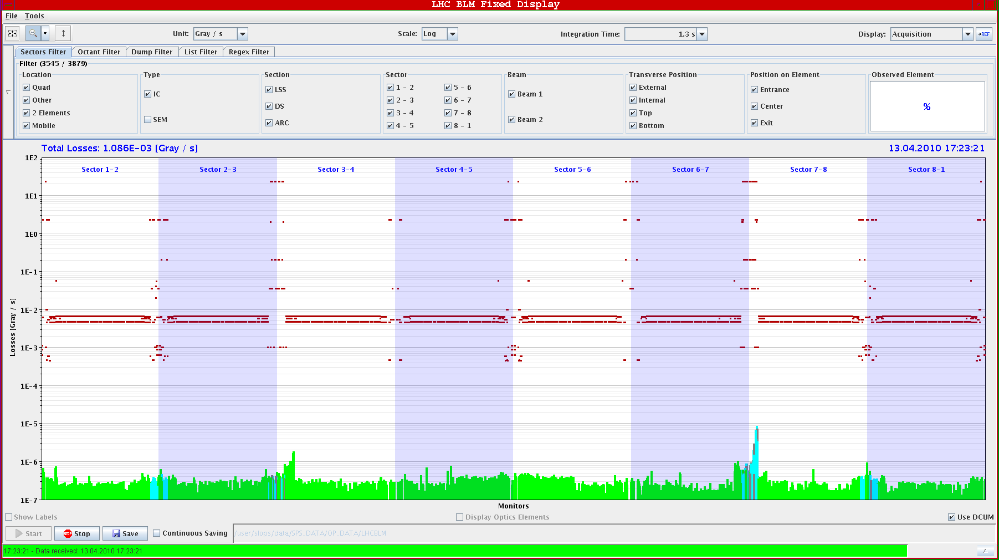 LHC BLM Fixed Display
File Tools
Unit: Gray / s Scale: Log Integration Time: 1.3 s Display: Acquisition →REF
Sectors Filter Octant Filter Dump Filter List Filter Regex Filter
Filter (3545 / 3879)
Location Type Section Sector Beam Transverse Position Position on Element Observed Element
Quad
Other
2 Elements
Mobile
IC
SEM
LSS
DS
ARC
1 - 2 5 - 6
2 - 3 6 - 7
3 - 4 7 - 8
4 - 5 8 - 1
Beam 1
Beam 2
External
Internal
Top
Bottom
Entrance
Center
Exit
%
Total Losses: 1.086E-03 [Gray / s] 13.04.2010 17:23:21
Sector 1-2 Sector 2-3 Sector 3-4 Sector 4-5 Sector 5-6 Sector 6-7 Sector 7-8 Sector 8-1
1E2
1E1
1E0
1E-1
1E-2
1E-3
1E-4
1E-5
1E-6
1E-7
Losses [Gray / s]
Monitors
Show Labels Display Optics Elements Use DCUM
Start STOP Stop Save Continuous Saving /user/slops/data/SPS_DATA/OP_DATA/LHCBLM
17:23:21 - Data received: 13.04.2010 17:23:21